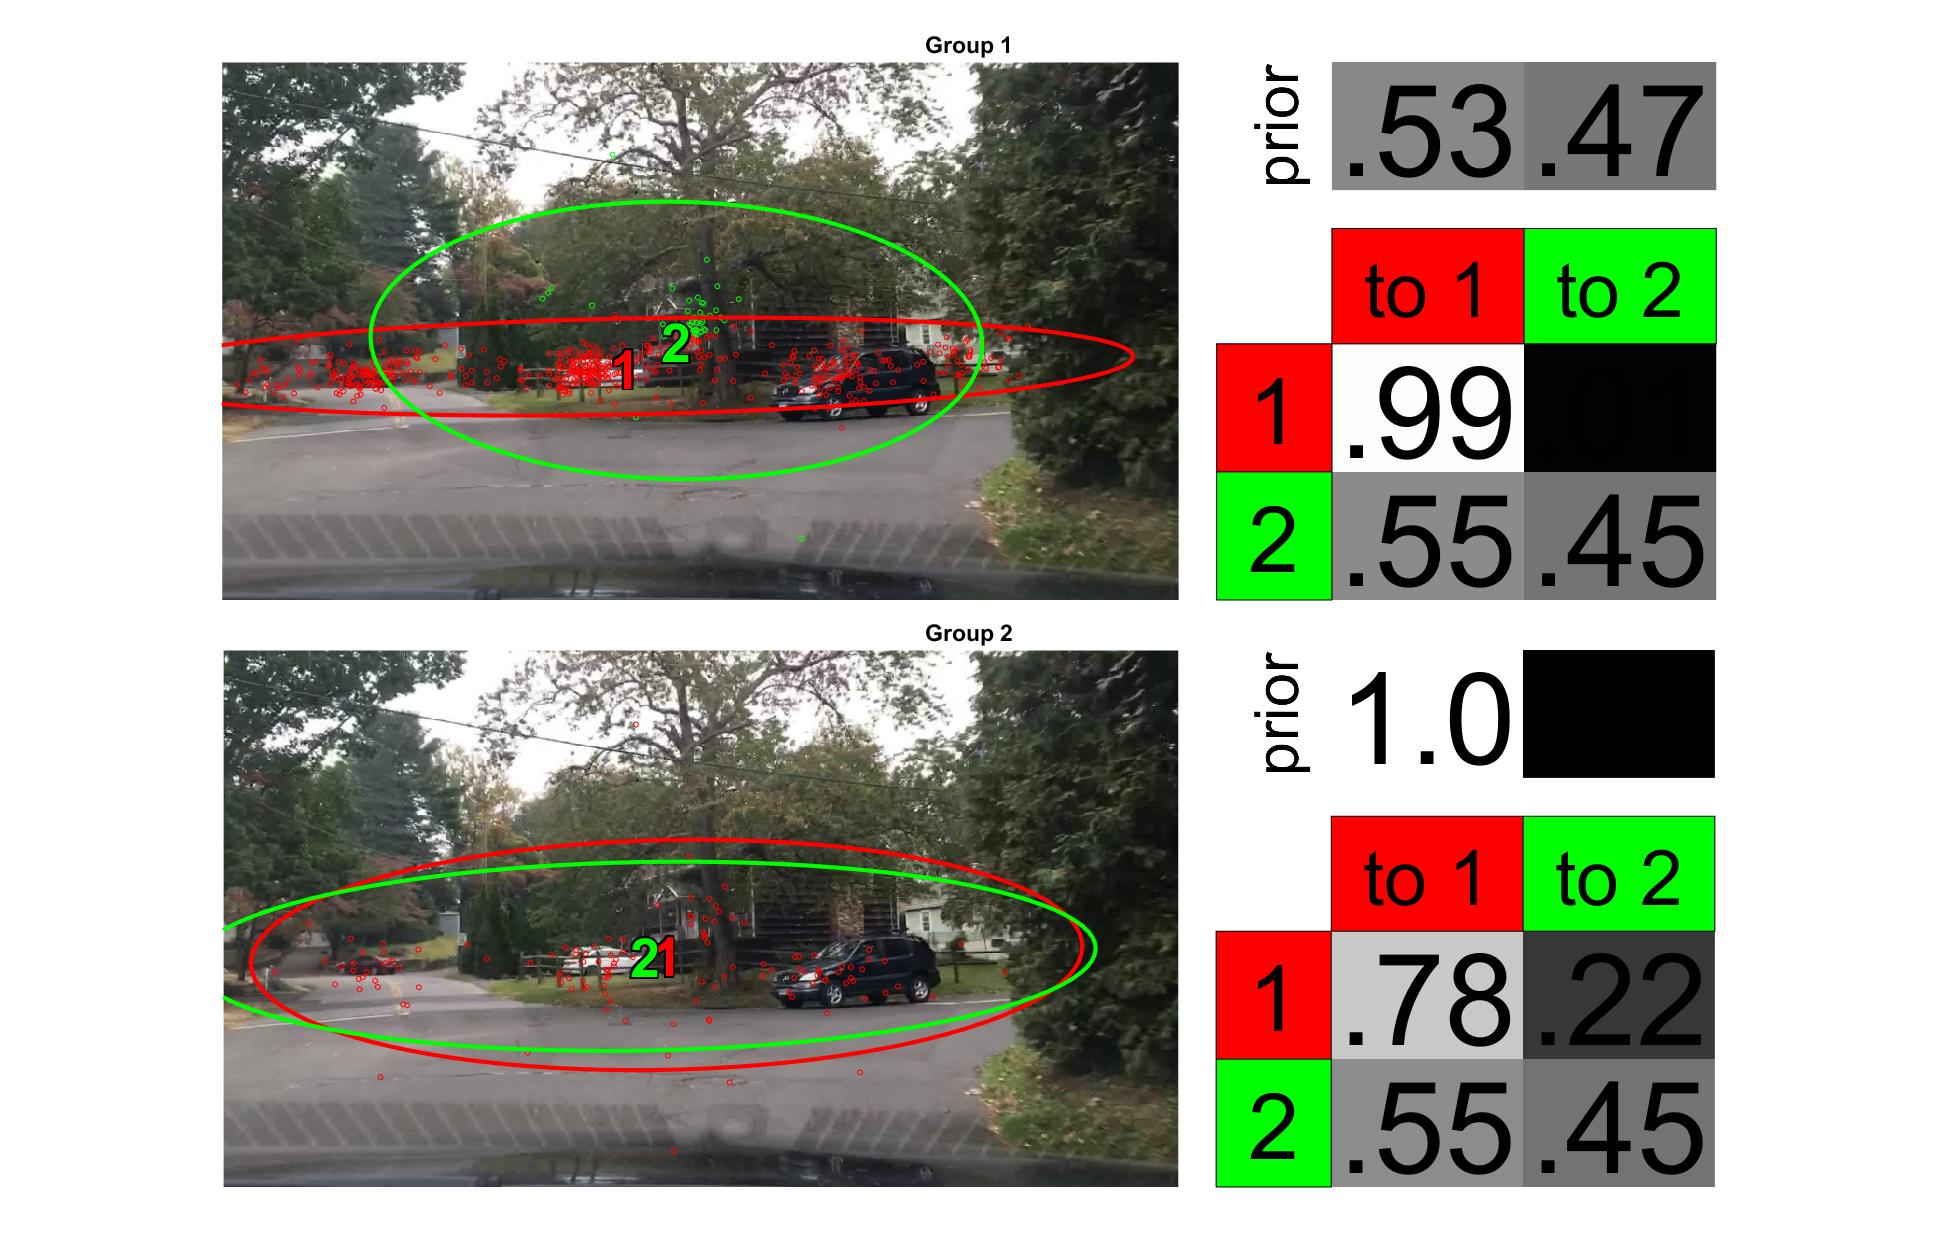 Group 1
1
2
prior
.53 .47
to 1 to 2
1 .99 .01
2 .55 .45
Group 2
21
prior
1.0
to 1 to 2
1 .78 .22
2 .55 .45